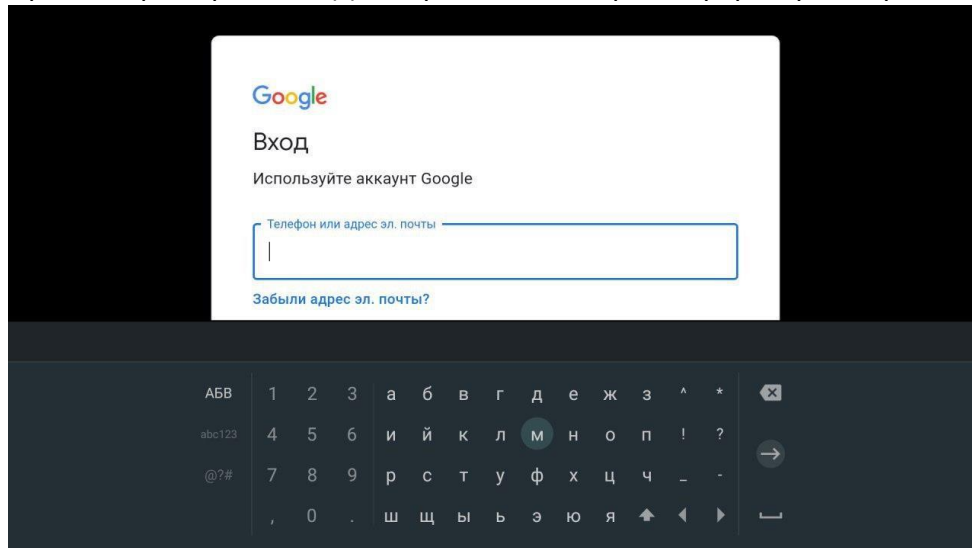 Google
Вход
Используйте аккаунт Google
Телефон или адрес эл. почты
Забыли адрес эл. почты?
АБВ 1 2 3 а б в г д е ж з ^ *
abc123 4 5 6 и й к л м н о п ! ?
@?# 7 8 9 р с т у ф х ц ч _ -
, 0 . ш щ ы ь э ю я